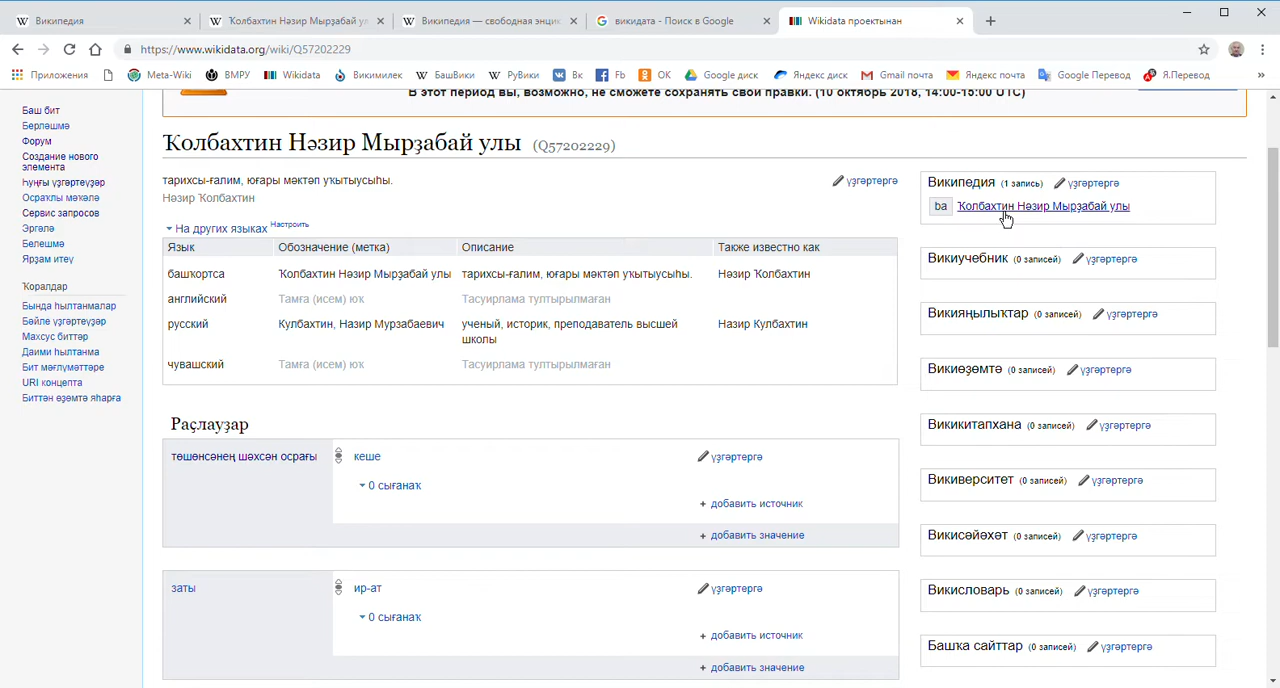 Википедия
Ҡолбахтин Нәзир Мырҙабай ул
Википедия — свободная энцик
викидата - Поиск в Google
Wikidata проектынан
https://www.wikidata.org/wiki/Q57202229
Приложения
Meta-Wiki
ВМРУ
Wikidata
Викимилек
БашВики
РуВики
Вк
Fb
ОК
Google диск
Яндекс диск
Gmail почта
Яндекс почта
Google Перевод
Я.Перевод
»
В этот период вы, возможно, не сможете сохранять свои правки. (10 октябрь 2018, 14:00-15:00 UTC)
Баш бит
Берләшмә
Форум
Создание нового
элемента
Һуңғы үҙгәртеүҙәр
Осраҡлы мәҡәлә
Сервис запросов
Эргәлә
Белешмә
Ярҙам итеү
Ҡоралдар
Бында һылтанмалар
Бәйле үҙгәртеүҙәр
Махсус биттәр
Даими һылтанма
Бит мәғлүмәттәре
URI концепта
Биттән өҙөмтә яһарға
Ҡолбахтин Нәзир Мырҙабай улы (Q57202229)
тарихсы-ғалим, юғары мәктәп уҡытыусыһы.
үҙгәртергә
Нәзир Ҡолбахтин
На других языках Настроить
Язык Обозначение (метка) Описание Также известно как
башҡортса Ҡолбахтин Нәзир Мырҙабай улы тарихсы-ғалим, юғары мәктәп уҡытыусыһы. Нәзир Ҡолбахтин
английский Тамға (исем) юҡ Тасуирлама тултырылмаған
русский Кулбахтин, Назир Мурзабаевич ученый, историк, преподаватель высшей Назир Кулбахтин
школы
чувашский Тамға (исем) юҡ Тасуирлама тултырылмаған
Раҫлауҙар
төшөнсәнең шәхсән осрағы
кеше
үҙгәртергә
0 сығанаҡ
+ добавить источник
+ добавить значение
заты
ир-ат
үҙгәртергә
0 сығанаҡ
+ добавить источник
+ добавить значение
Википедия (1 запись) үҙгәртергә
ba Ҡолбахтин Нәзир Мырҙабай улы
Викиучебник (0 записей) үҙгәртергә
Викияңылыҡтар (0 записей) үҙгәртергә
Викиөҙөмтә (0 записей) үҙгәртергә
Викикитапхана (0 записей) үҙгәртергә
Викиверситет (0 записей) үҙгәртергә
Викисәйәхәт (0 записей) үҙгәртергә
Викисловарь (0 записей) үҙгәртергә
Башҡа сайттар (0 записей) үҙгәртергә